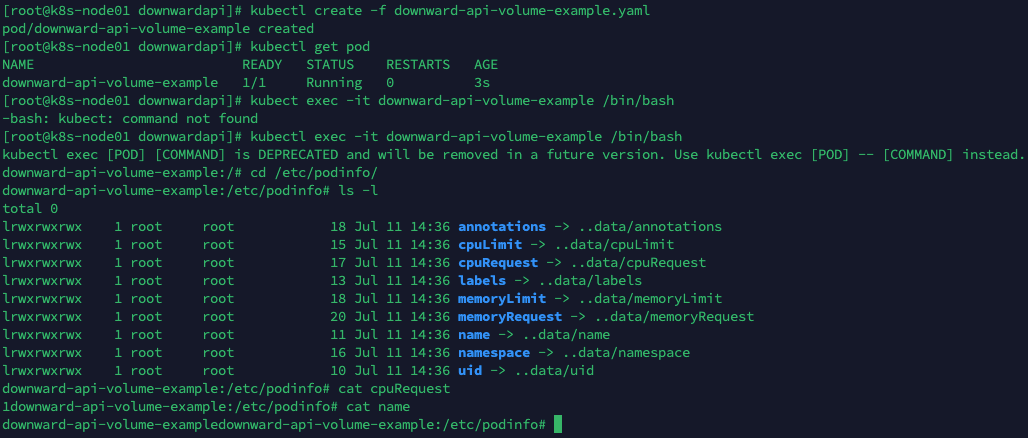 [root@k8s-node01 downwardapi]# kubectl create -f downward-api-volume-example.yaml
pod/downward-api-volume-example created
[root@k8s-node01 downwardapi]# kubectl get pod
NAME                          READY   STATUS    RESTARTS   AGE
downward-api-volume-example   1/1     Running   0          3s
[root@k8s-node01 downwardapi]# kubect exec -it downward-api-volume-example /bin/bash
-bash: kubect: command not found
[root@k8s-node01 downwardapi]# kubectl exec -it downward-api-volume-example /bin/bash
kubectl exec [POD] [COMMAND] is DEPRECATED and will be removed in a future version. Use kubectl exec [POD] -- [COMMAND] instead.
downward-api-volume-example:/# cd /etc/podinfo/
downward-api-volume-example:/etc/podinfo# ls -l
total 0
lrwxrwxrwx    1 root     root            18 Jul 11 14:36 annotations -> ..data/annotations
lrwxrwxrwx    1 root     root            15 Jul 11 14:36 cpuLimit -> ..data/cpuLimit
lrwxrwxrwx    1 root     root            17 Jul 11 14:36 cpuRequest -> ..data/cpuRequest
lrwxrwxrwx    1 root     root            13 Jul 11 14:36 labels -> ..data/labels
lrwxrwxrwx    1 root     root            18 Jul 11 14:36 memoryLimit -> ..data/memoryLimit
lrwxrwxrwx    1 root     root            20 Jul 11 14:36 memoryRequest -> ..data/memoryRequest
lrwxrwxrwx    1 root     root            11 Jul 11 14:36 name -> ..data/name
lrwxrwxrwx    1 root     root            16 Jul 11 14:36 namespace -> ..data/namespace
lrwxrwxrwx    1 root     root            10 Jul 11 14:36 uid -> ..data/uid
downward-api-volume-example:/etc/podinfo# cat cpuRequest
1downward-api-volume-example:/etc/podinfo# cat name
downward-api-volume-exampledownward-api-volume-example:/etc/podinfo#